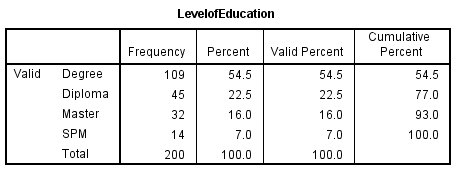 LevelofEducation
Cumulative
Frequency Percent Valid Percent Percent
Valid Degree 109 54.5 54.5 54.5
Diploma 45 22.5 22.5 77.0
Master 32 16.0 16.0 93.0
SPM 14 7.0 7.0 100.0
Total 200 100.0 100.0